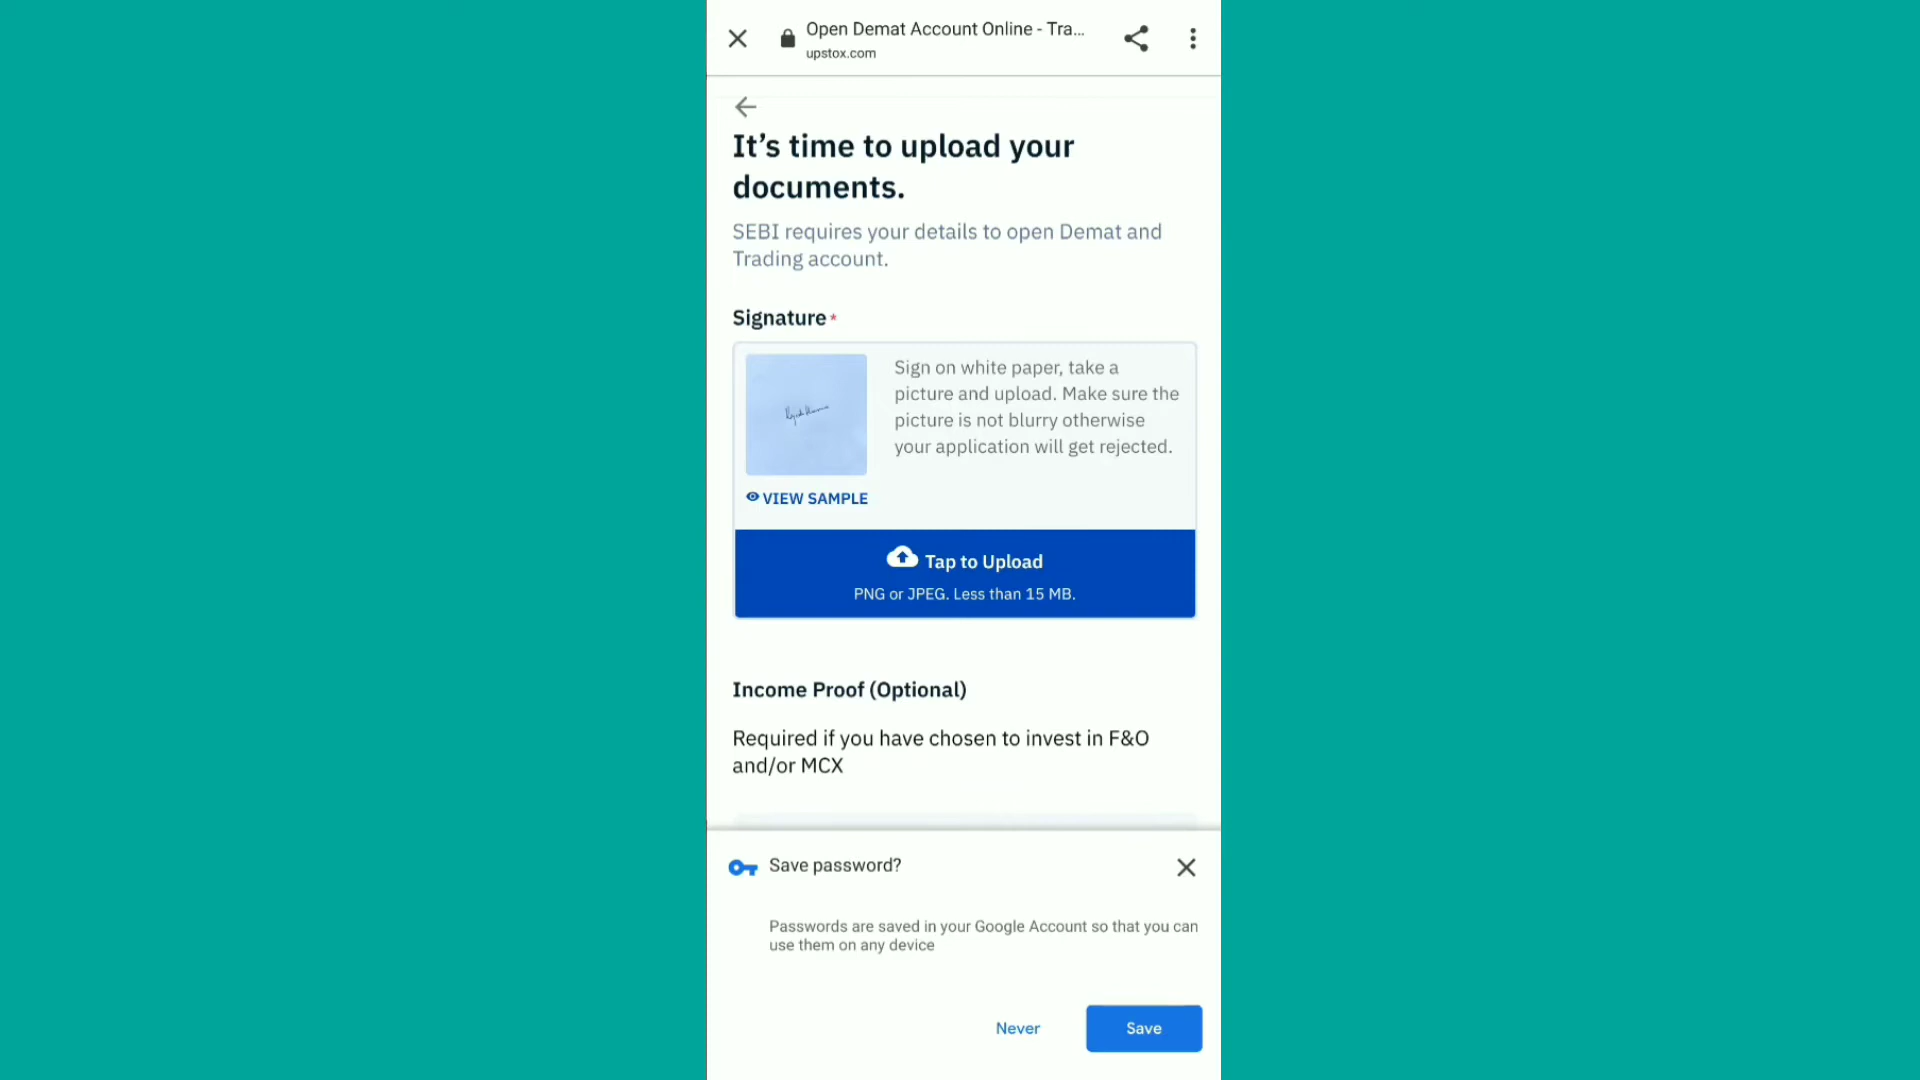 Open Demat Account Online - Tra...
upstox.com
It’s time to upload your
documents.
SEBI requires your details to open Demat and
Trading account.
Signature*
Sign on white paper, take a
picture and upload. Make sure the
picture is not blurry otherwise
your application will get rejected.
VIEW SAMPLE
Tap to Upload
PNG or JPEG. Less than 15 MB.
Income Proof (Optional)
Required if you have chosen to invest in F&O
and/or MCX
Save password?
Passwords are saved in your Google Account so that you can
use them on any device
Never
Save